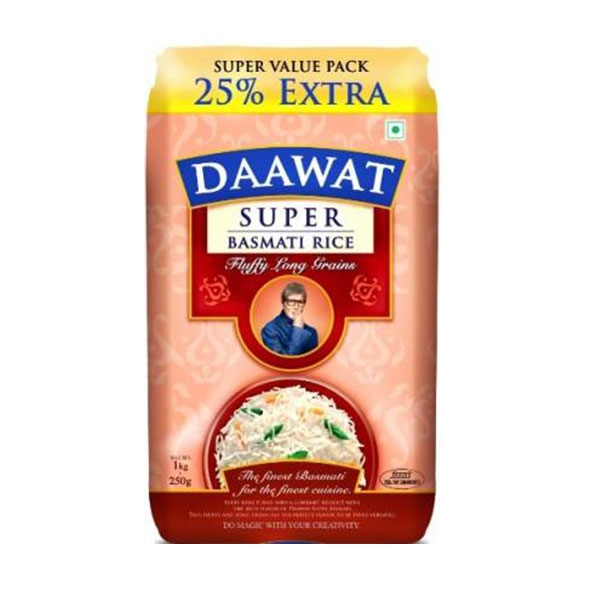 SUPER VALUE PACK
25% EXTRA
DAAWAT
SUPER
BASMATI RICE
Fluffy Long Grains
1kg
+
250g
The finest Basmati
for the finest cuisine.
DO MAGIC WITH YOUR CREATIVITY.